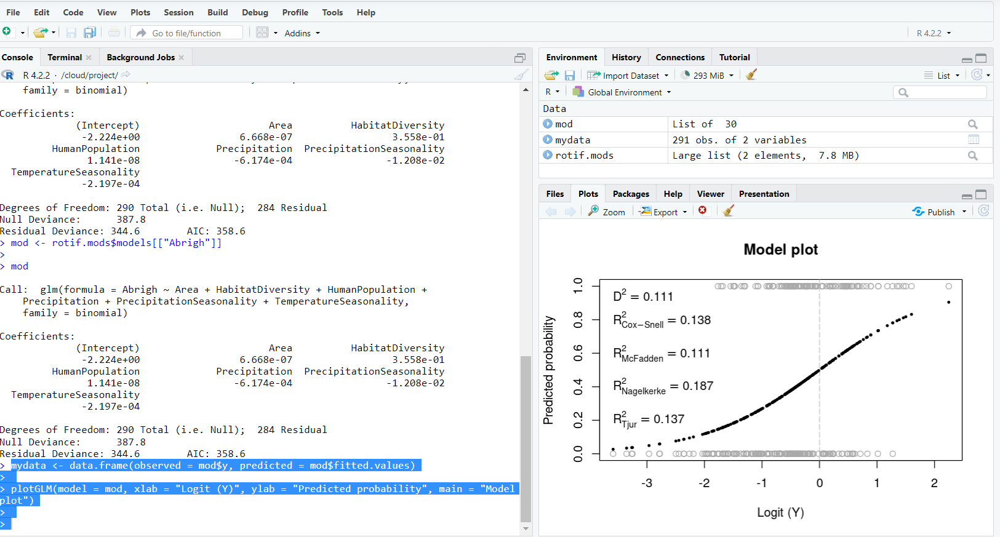 File Edit Code View Plots Session Build Debug Profile Tools Help
Go to file/function Addins R 4.2.2
Console Terminal Background Jobs
R 4.2.2 · /cloud/project/
family = binomial)
Coefficients:
(Intercept) Area HabitatDiversity
-2.224e+00 6.668e-07 3.558e-01
HumanPopulation Precipitation PrecipitationSeasonality
1.141e-08 -6.174e-04 -1.208e-02
TemperatureSeasonality
-2.197e-04
Degrees of Freedom: 290 Total (i.e. Null); 284 Residual
Null Deviance: 387.8
Residual Deviance: 344.6 AIC: 358.6
> mod <- rotif.mods$models[["Abrigh"]]
>
> mod
Call: glm(formula = Abrigh ~ Area + HabitatDiversity + HumanPopulation +
Precipitation + PrecipitationSeasonality + TemperatureSeasonality,
family = binomial)
Coefficients:
(Intercept) Area HabitatDiversity
-2.224e+00 6.668e-07 3.558e-01
HumanPopulation Precipitation PrecipitationSeasonality
1.141e-08 -6.174e-04 -1.208e-02
TemperatureSeasonality
-2.197e-04
Degrees of Freedom: 290 Total (i.e. Null); 284 Residual
Null Deviance: 387.8
Residual Deviance: 344.6 AIC: 358.6
> mydata <- data.frame(observed = mod$y, predicted = mod$fitted.values)
>
> plotGLM(model = mod, xlab = "Logit (Y)", ylab = "Predicted probability", main = "Model
plot")
>
>
Environment History Connections Tutorial
Import Dataset 293 MiB List
R Global Environment
Data
mod List of 30
mydata 291 obs. of 2 variables
rotif.mods Large list (2 elements, 7.8 MB)
Files Plots Packages Help Viewer Presentation
Zoom Export Publish
Model plot
D² = 0.111
R²Cox−Snell = 0.138
R²McFadden = 0.111
R²Nagelkerke = 0.187
R²Tjur = 0.137
Predicted probability
1.0
0.8
0.6
0.4
0.2
0.0
-3 -2 -1 0 1 2
Logit (Y)